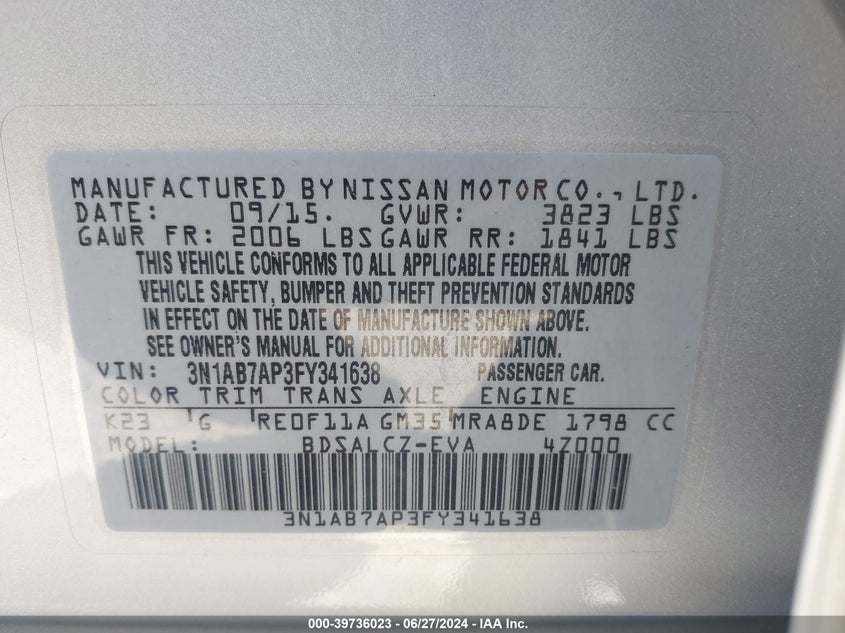 MANUFACTURED BY NISSAN MOTOR CO., LTD.
DATE: 09/15. GVWR: 3823 LBS
GAWR FR: 2006 LBS GAWR RR: 1841 LBS
THIS VEHICLE CONFORMS TO ALL APPLICABLE FEDERAL MOTOR
VEHICLE SAFETY, BUMPER AND THEFT PREVENTION STANDARDS
IN EFFECT ON THE DATE OF MANUFACTURE SHOWN ABOVE.
SEE OWNER'S MANUAL FOR ADDITIONAL INFORMATION.
VIN: 3N1AB7AP3FY341638 PASSENGER CAR.
COLOR TRIM TRANS AXLE ENGINE
K23 G RE0F11A GM35 MRA8DE 1798 CC
MODEL: BDSALCZ-EVA 4Z000
3N1AB7AP3FY341638
000-39736023 - 06/27/2024 - IAA Inc.